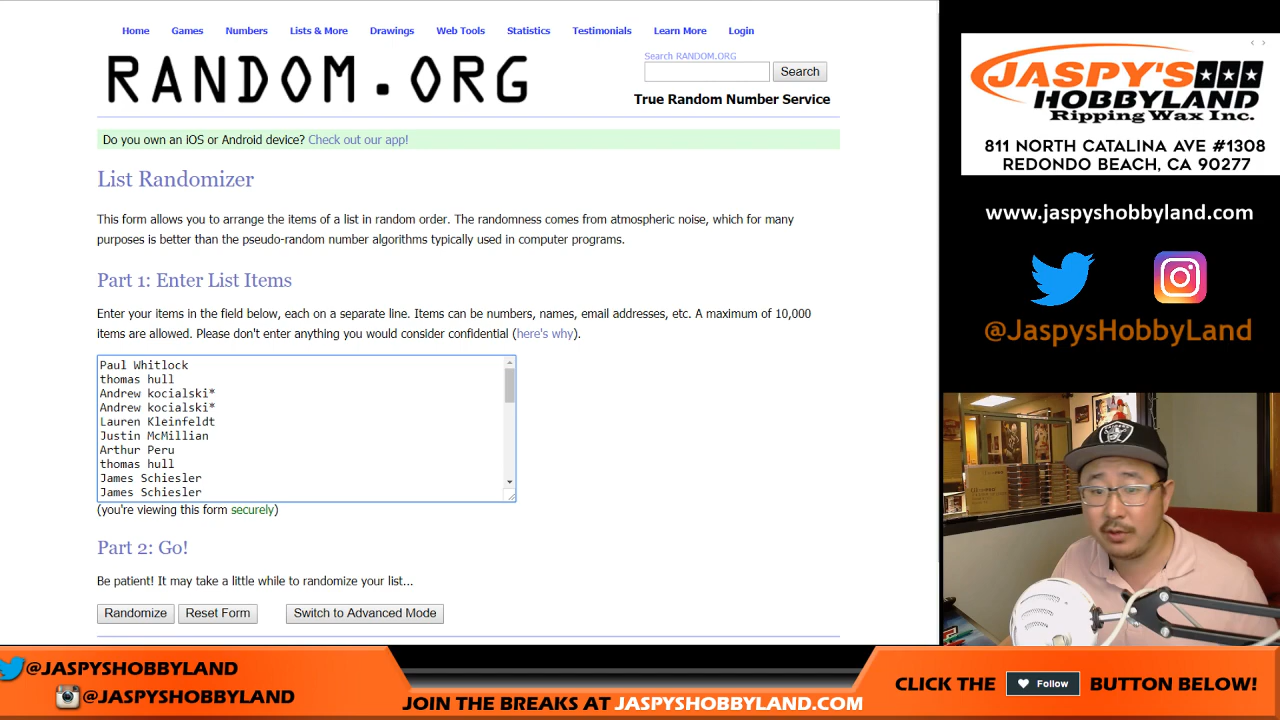 Home Games Numbers Lists & More Drawings Web Tools Statistics Testimonials Learn More Login
RANDOM.ORG
Search RANDOM.ORG
Search
True Random Number Service
Do you own an iOS or Android device? Check out our app!
List Randomizer
This form allows you to arrange the items of a list in random order. The randomness comes from atmospheric noise, which for many
purposes is better than the pseudo-random number algorithms typically used in computer programs.
Part 1: Enter List Items
Enter your items in the field below, each on a separate line. Items can be numbers, names, email addresses, etc. A maximum of 10,000
items are allowed. Please don't enter anything you would consider confidential (here's why).
Paul Whitlock
thomas hull
Andrew kocialski*
Andrew kocialski*
Lauren Kleinfeldt
Justin McMillian
Arthur Peru
thomas hull
James Schiesler
James Schiesler
(you're viewing this form securely)
Part 2: Go!
Be patient! It may take a little while to randomize your list...
Randomize Reset Form Switch to Advanced Mode
JASPY'S
HOBBYLAND
Ripping Wax Inc.
811 NORTH CATALINA AVE #1308
REDONDO BEACH, CA 90277
www.jaspyshobbyland.com
@JaspysHobbyLand
@JASPYSHOBBYLAND
@JASPYSHOBBYLAND
JOIN THE BREAKS AT JASPYSHOBBYLAND.COM
CLICK THE Follow BUTTON BELOW!